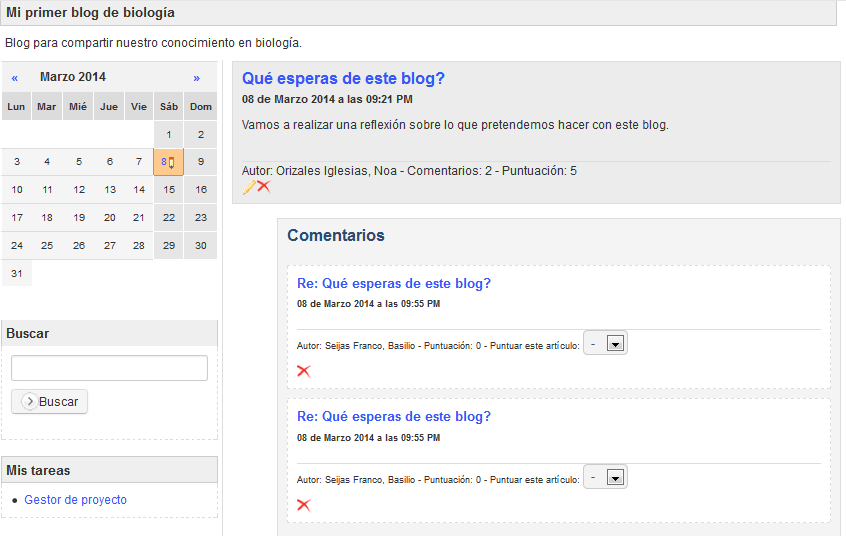 Mi primer blog de biología
Blog para compartir nuestro conocimiento en biología.
« Marzo 2014 »
Lun Mar Mié Jue Vie Sáb Dom
1 2
3 4 5 6 7 8 9
10 11 12 13 14 15 16
17 18 19 20 21 22 23
24 25 26 27 28 29 30
31
Buscar
Buscar
Mis tareas
Gestor de proyecto
Qué esperas de este blog?
08 de Marzo 2014 a las 09:21 PM
Vamos a realizar una reflexión sobre lo que pretendemos hacer con este blog.
Autor: Orizales Iglesias, Noa - Comentarios: 2 - Puntuación: 5
Comentarios
Re: Qué esperas de este blog?
08 de Marzo 2014 a las 09:55 PM
Autor: Seijas Franco, Basilio - Puntuación: 0 - Puntuar este artículo: -
Re: Qué esperas de este blog?
08 de Marzo 2014 a las 09:55 PM
Autor: Seijas Franco, Basilio - Puntuación: 0 - Puntuar este artículo: -